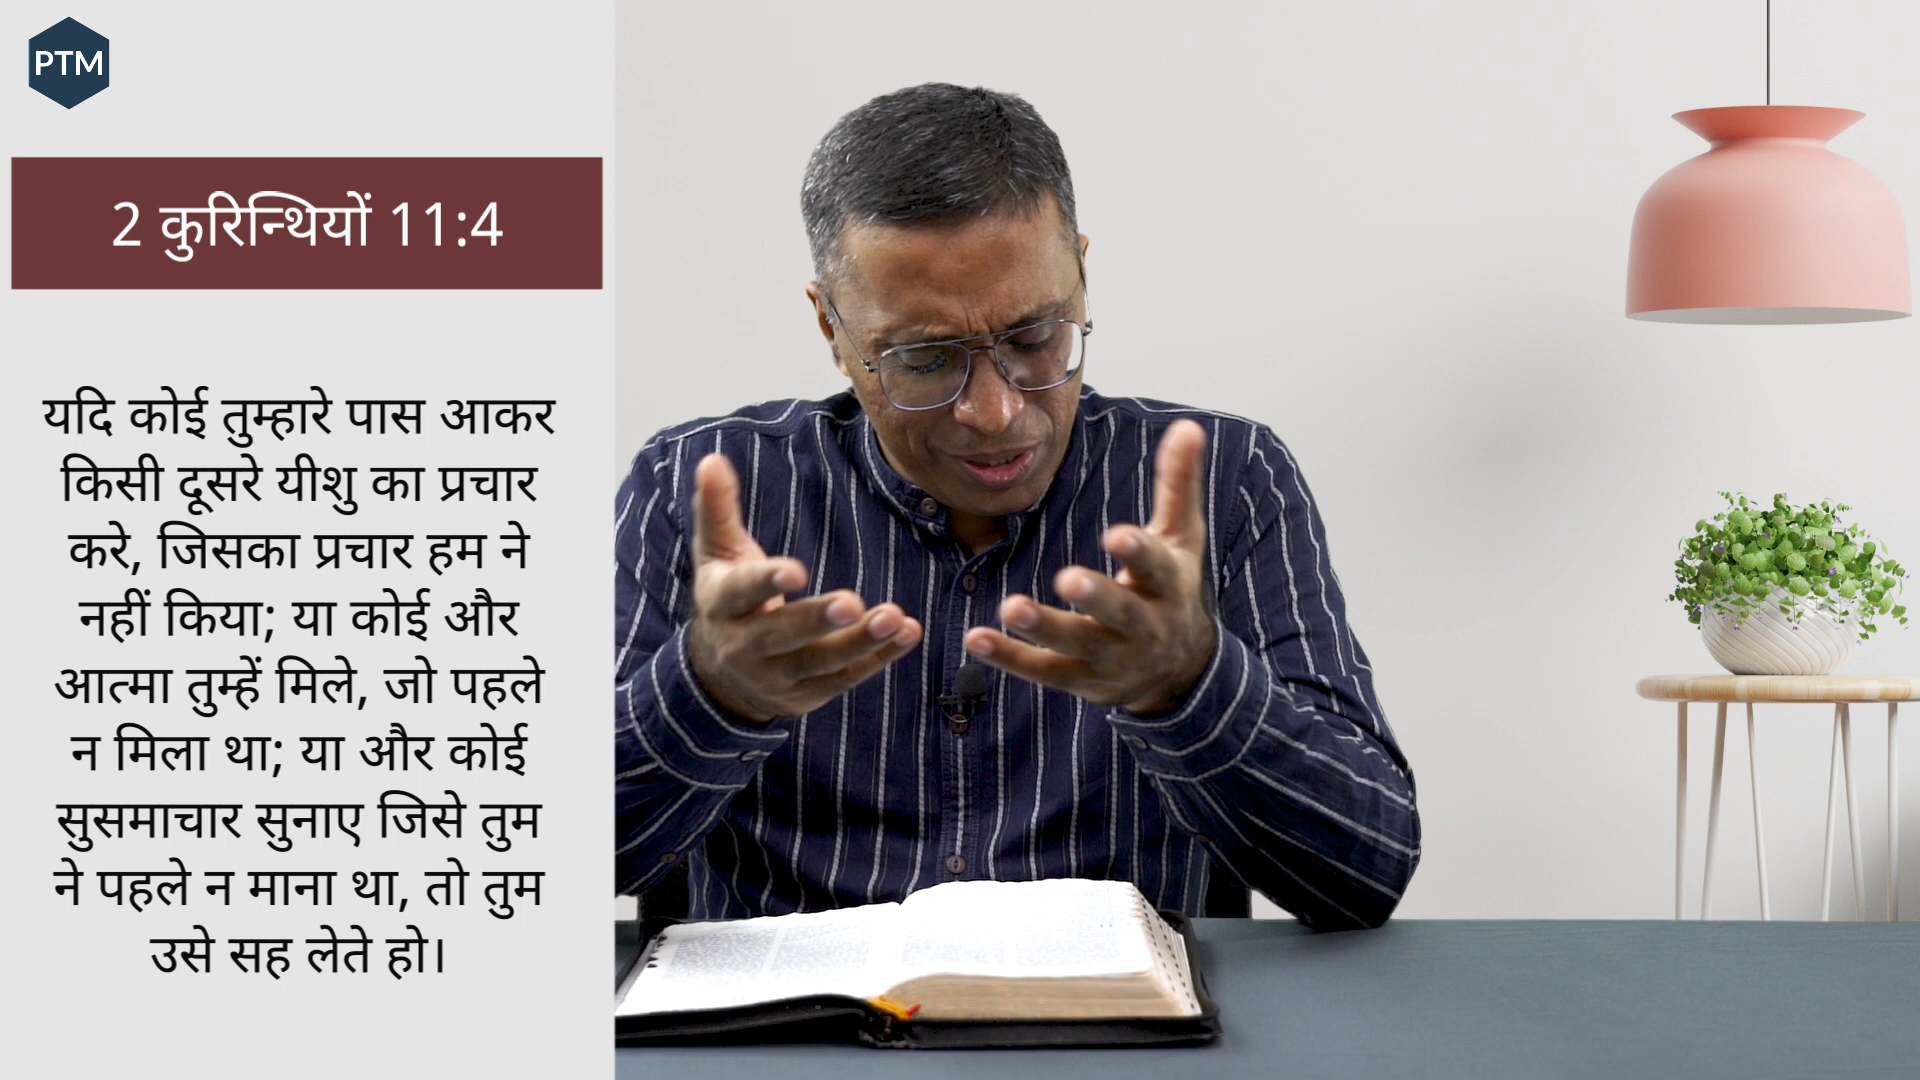 PTM
2 कुरिन्थियों 11:4
यदि कोई तुम्हारे पास आकर
किसी दूसरे यीशु का प्रचार
करे, जिसका प्रचार हम ने
नहीं किया; या कोई और
आत्मा तुम्हें मिले, जो पहले
न मिला था; या और कोई
सुसमाचार सुनाए जिसे तुम
ने पहले न माना था, तो तुम
उसे सह लेते हो।